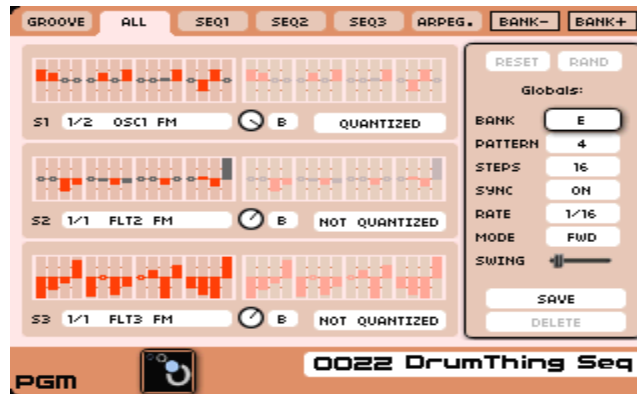 GROOVE ALL SEQ1 SEQ2 SEQ3 ARPEG. BANK- BANK+
RESET RAND
Globals:
S1 1/2 OSC1 FM B QUANTIZED
S2 1/1 FLT2 FM B NOT QUANTIZED
S3 1/1 FLT3 FM B NOT QUANTIZED
BANK E
PATTERN 4
STEPS 16
SYNC ON
RATE 1/16
MODE FWD
SWING
SAVE
DELETE
PGM 0022 DrumThing Seq